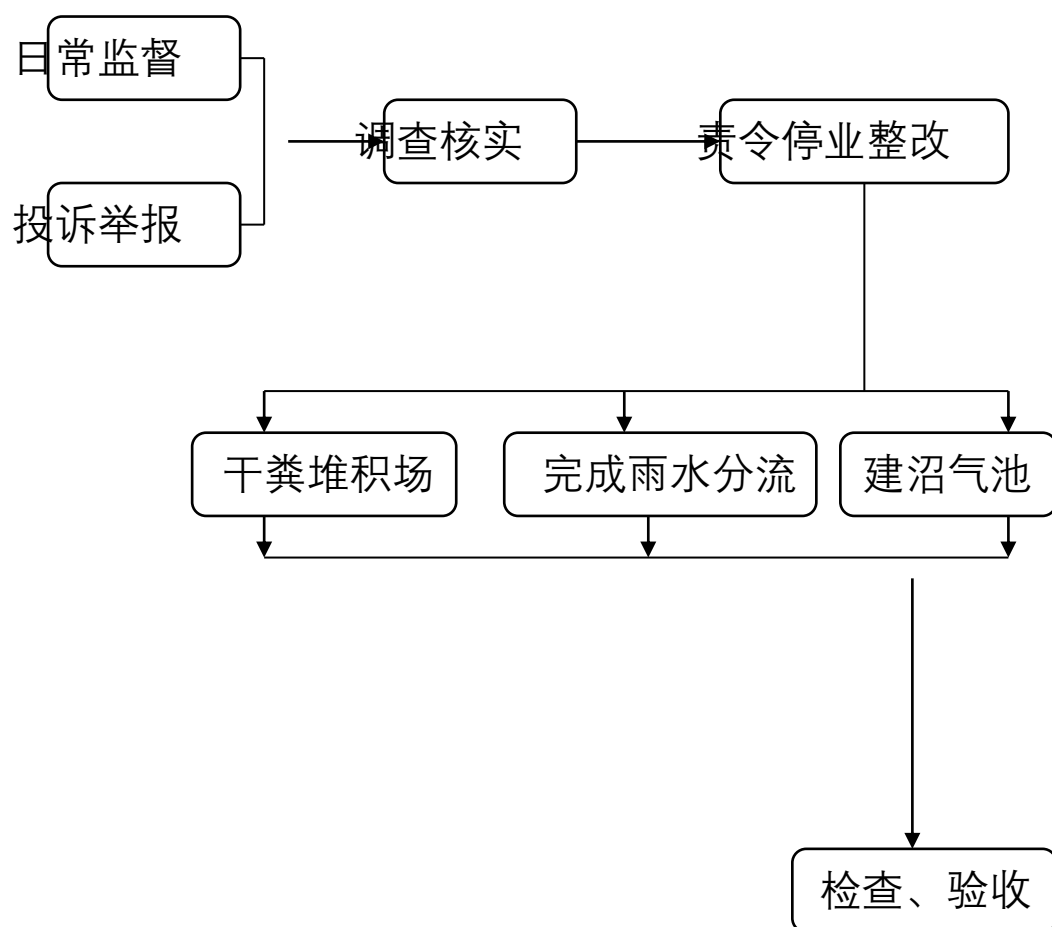 日常监督
投诉举报
调查核实
责令停业整改
干粪堆积场
完成雨水分流
建沼气池
检查、验收